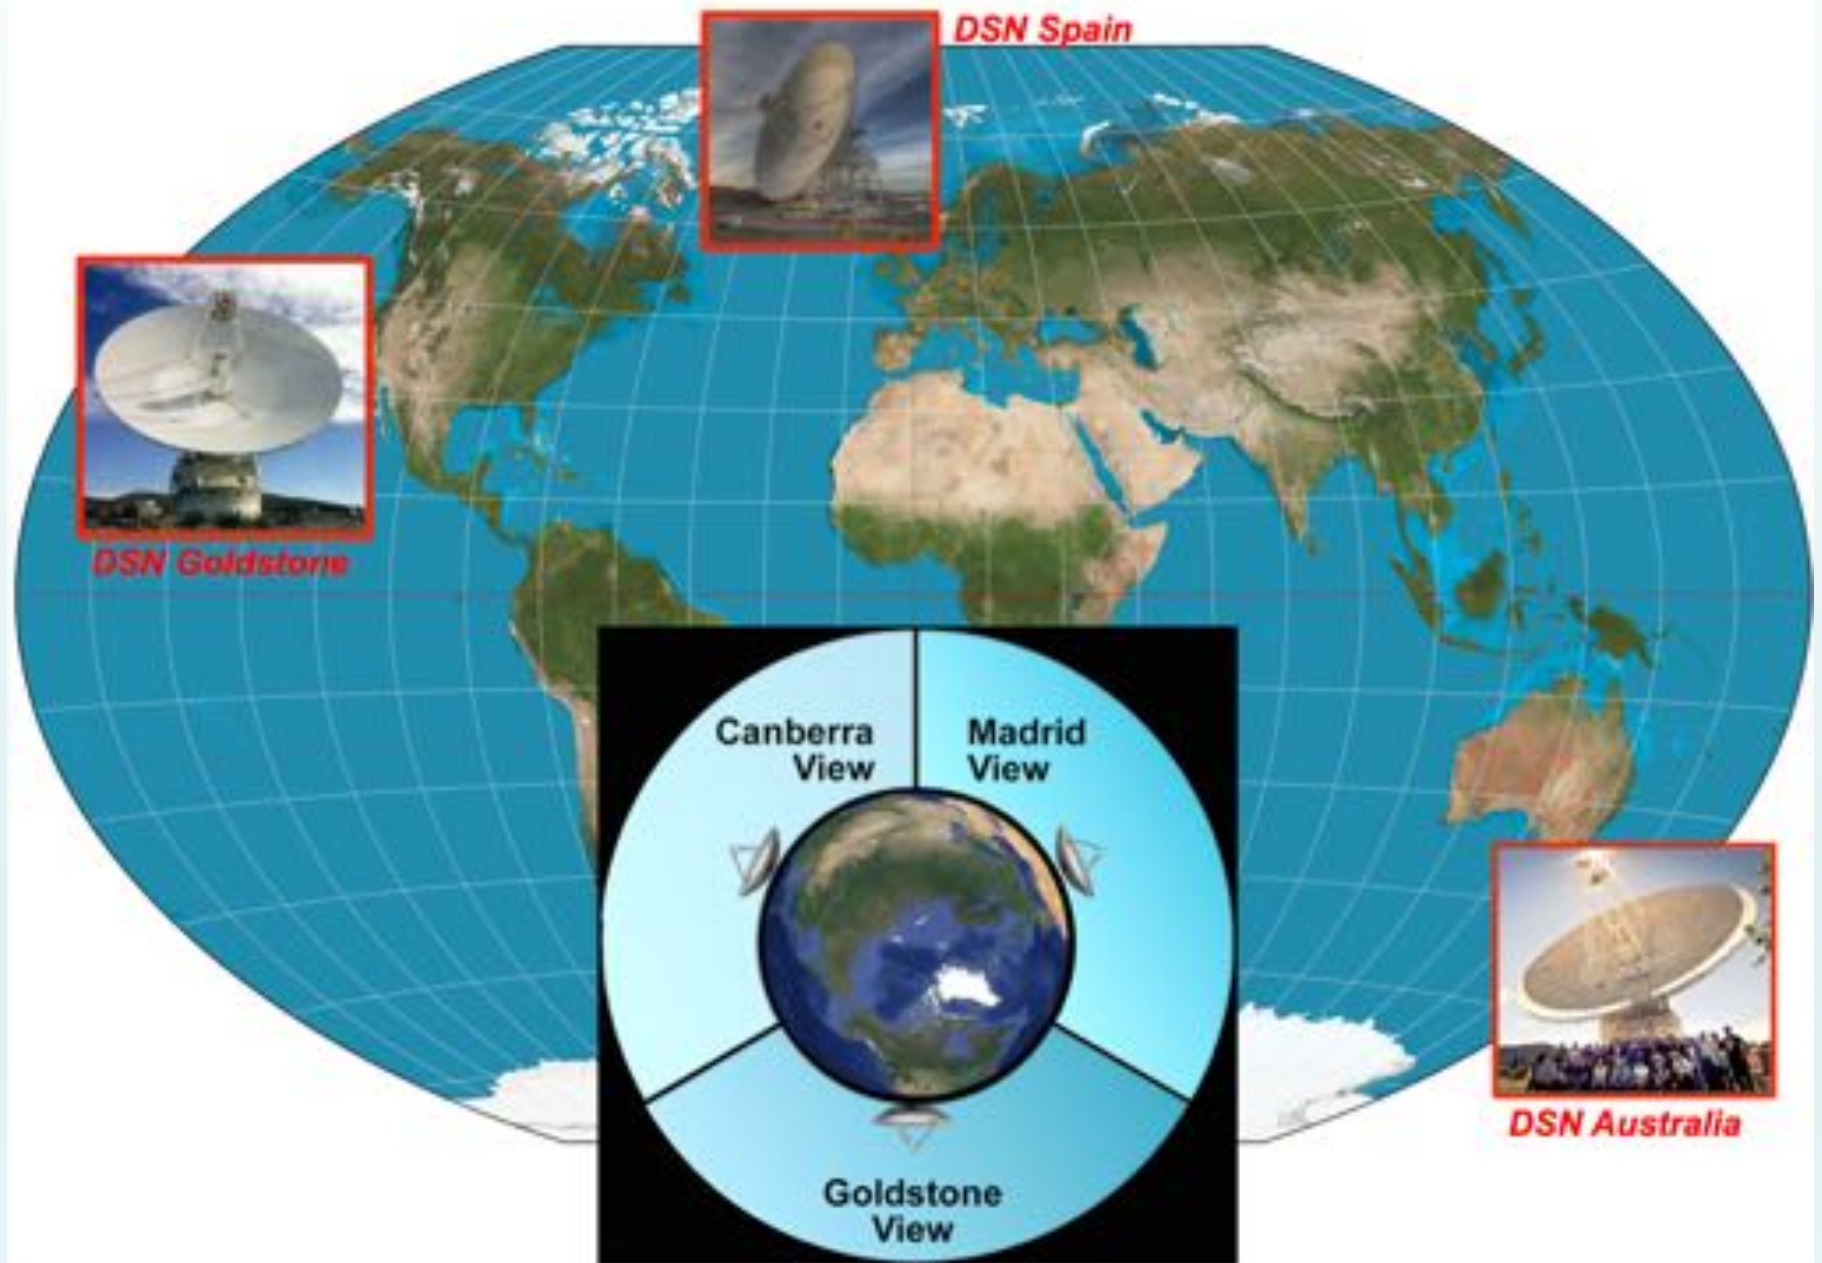 DSN Spain
DSN Goldstone
Canberra
View
Madrid
View
DSN Australia
Goldstone
View